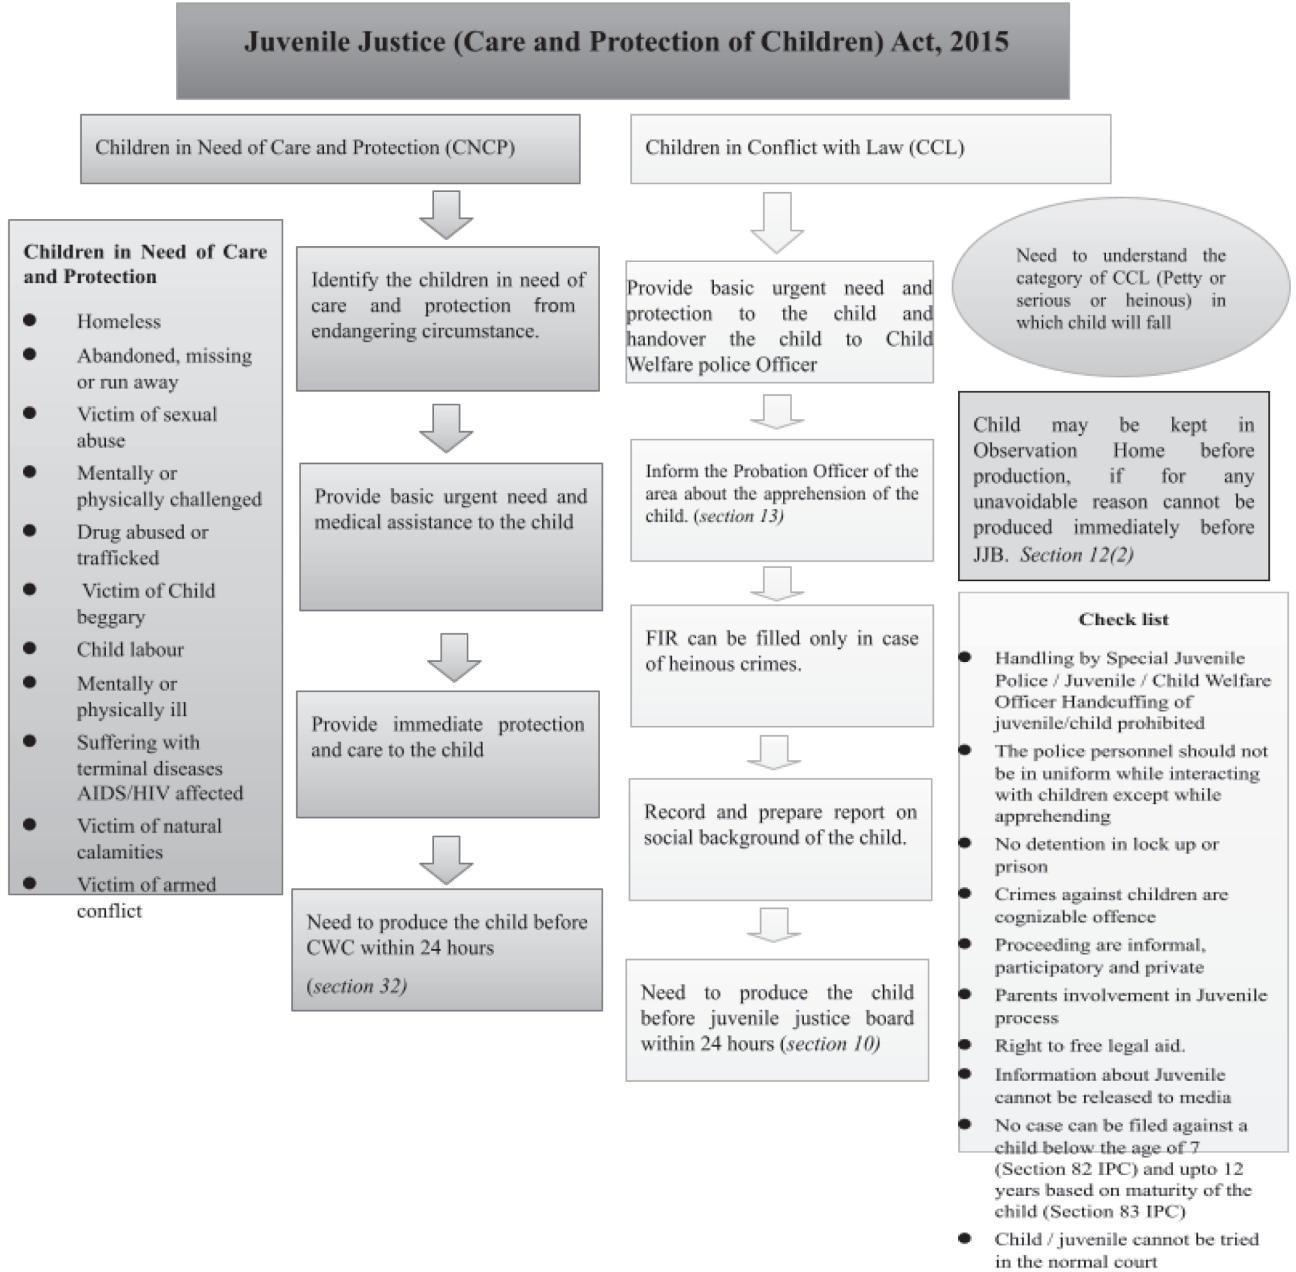 Juvenile Justice (Care and Protection of Children) Act, 2015
Children in Need of Care and Protection (CNCP)
Children in Need of Care
and Protection
● Homeless
● Abandoned, missing
or run away
● Victim of sexual
abuse
● Mentally or
physically challenged
● Drug abused or
trafficked
● Victim of Child
beggary
● Child labour
● Mentally or
physically ill
● Suffering with
terminal diseases
AIDS/HIV affected
● Victim of natural
calamities
● Victim of armed
conflict
Identify the children in need of
care and protection from
endangering circumstance.
Provide basic urgent need and
medical assistance to the child
Provide immediate protection
and care to the child
Need to produce the child before
CWC within 24 hours
(section 32)
Children in Conflict with Law (CCL)
Provide basic urgent need and
protection to the child and
handover the child to Child
Welfare police Officer
Inform the Probation Officer of the
area about the apprehension of the
child. (section 13)
FIR can be filled only in case
of heinous crimes.
Record and prepare report on
social background of the child.
Need to produce the child
before juvenile justice board
within 24 hours (section 10)
Need to understand the
category of CCL (Petty or
serious or heinous) in
which child will fall
Child may be kept in
Observation Home before
production, if for any
unavoidable reason cannot be
produced immediately before
JJB. Section 12(2)
Check list
● Handling by Special Juvenile
Police / Juvenile / Child Welfare
Officer Handcuffing of
juvenile/child prohibited
● The police personnel should not
be in uniform while interacting
with children except while
apprehending
● No detention in lock up or
prison
● Crimes against children are
cognizable offence
● Proceeding are informal,
participatory and private
● Parents involvement in Juvenile
process
● Right to free legal aid.
● Information about Juvenile
cannot be released to media
● No case can be filed against a
child below the age of 7
(Section 82 IPC) and upto 12
years based on maturity of the
child (Section 83 IPC)
● Child / juvenile cannot be tried
in the normal court